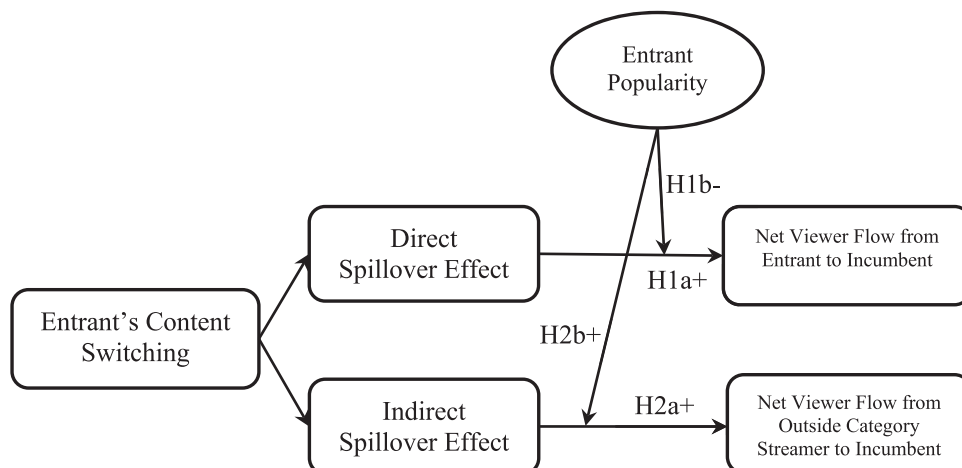 Entrant
Popularity
H1b-
Direct
Spillover Effect
Net Viewer Flow from
Entrant to Incumbent
H1a+
Entrant’s Content
Switching
H2b+
Indirect
Spillover Effect
H2a+
Net Viewer Flow from
Outside Category
Streamer to Incumbent